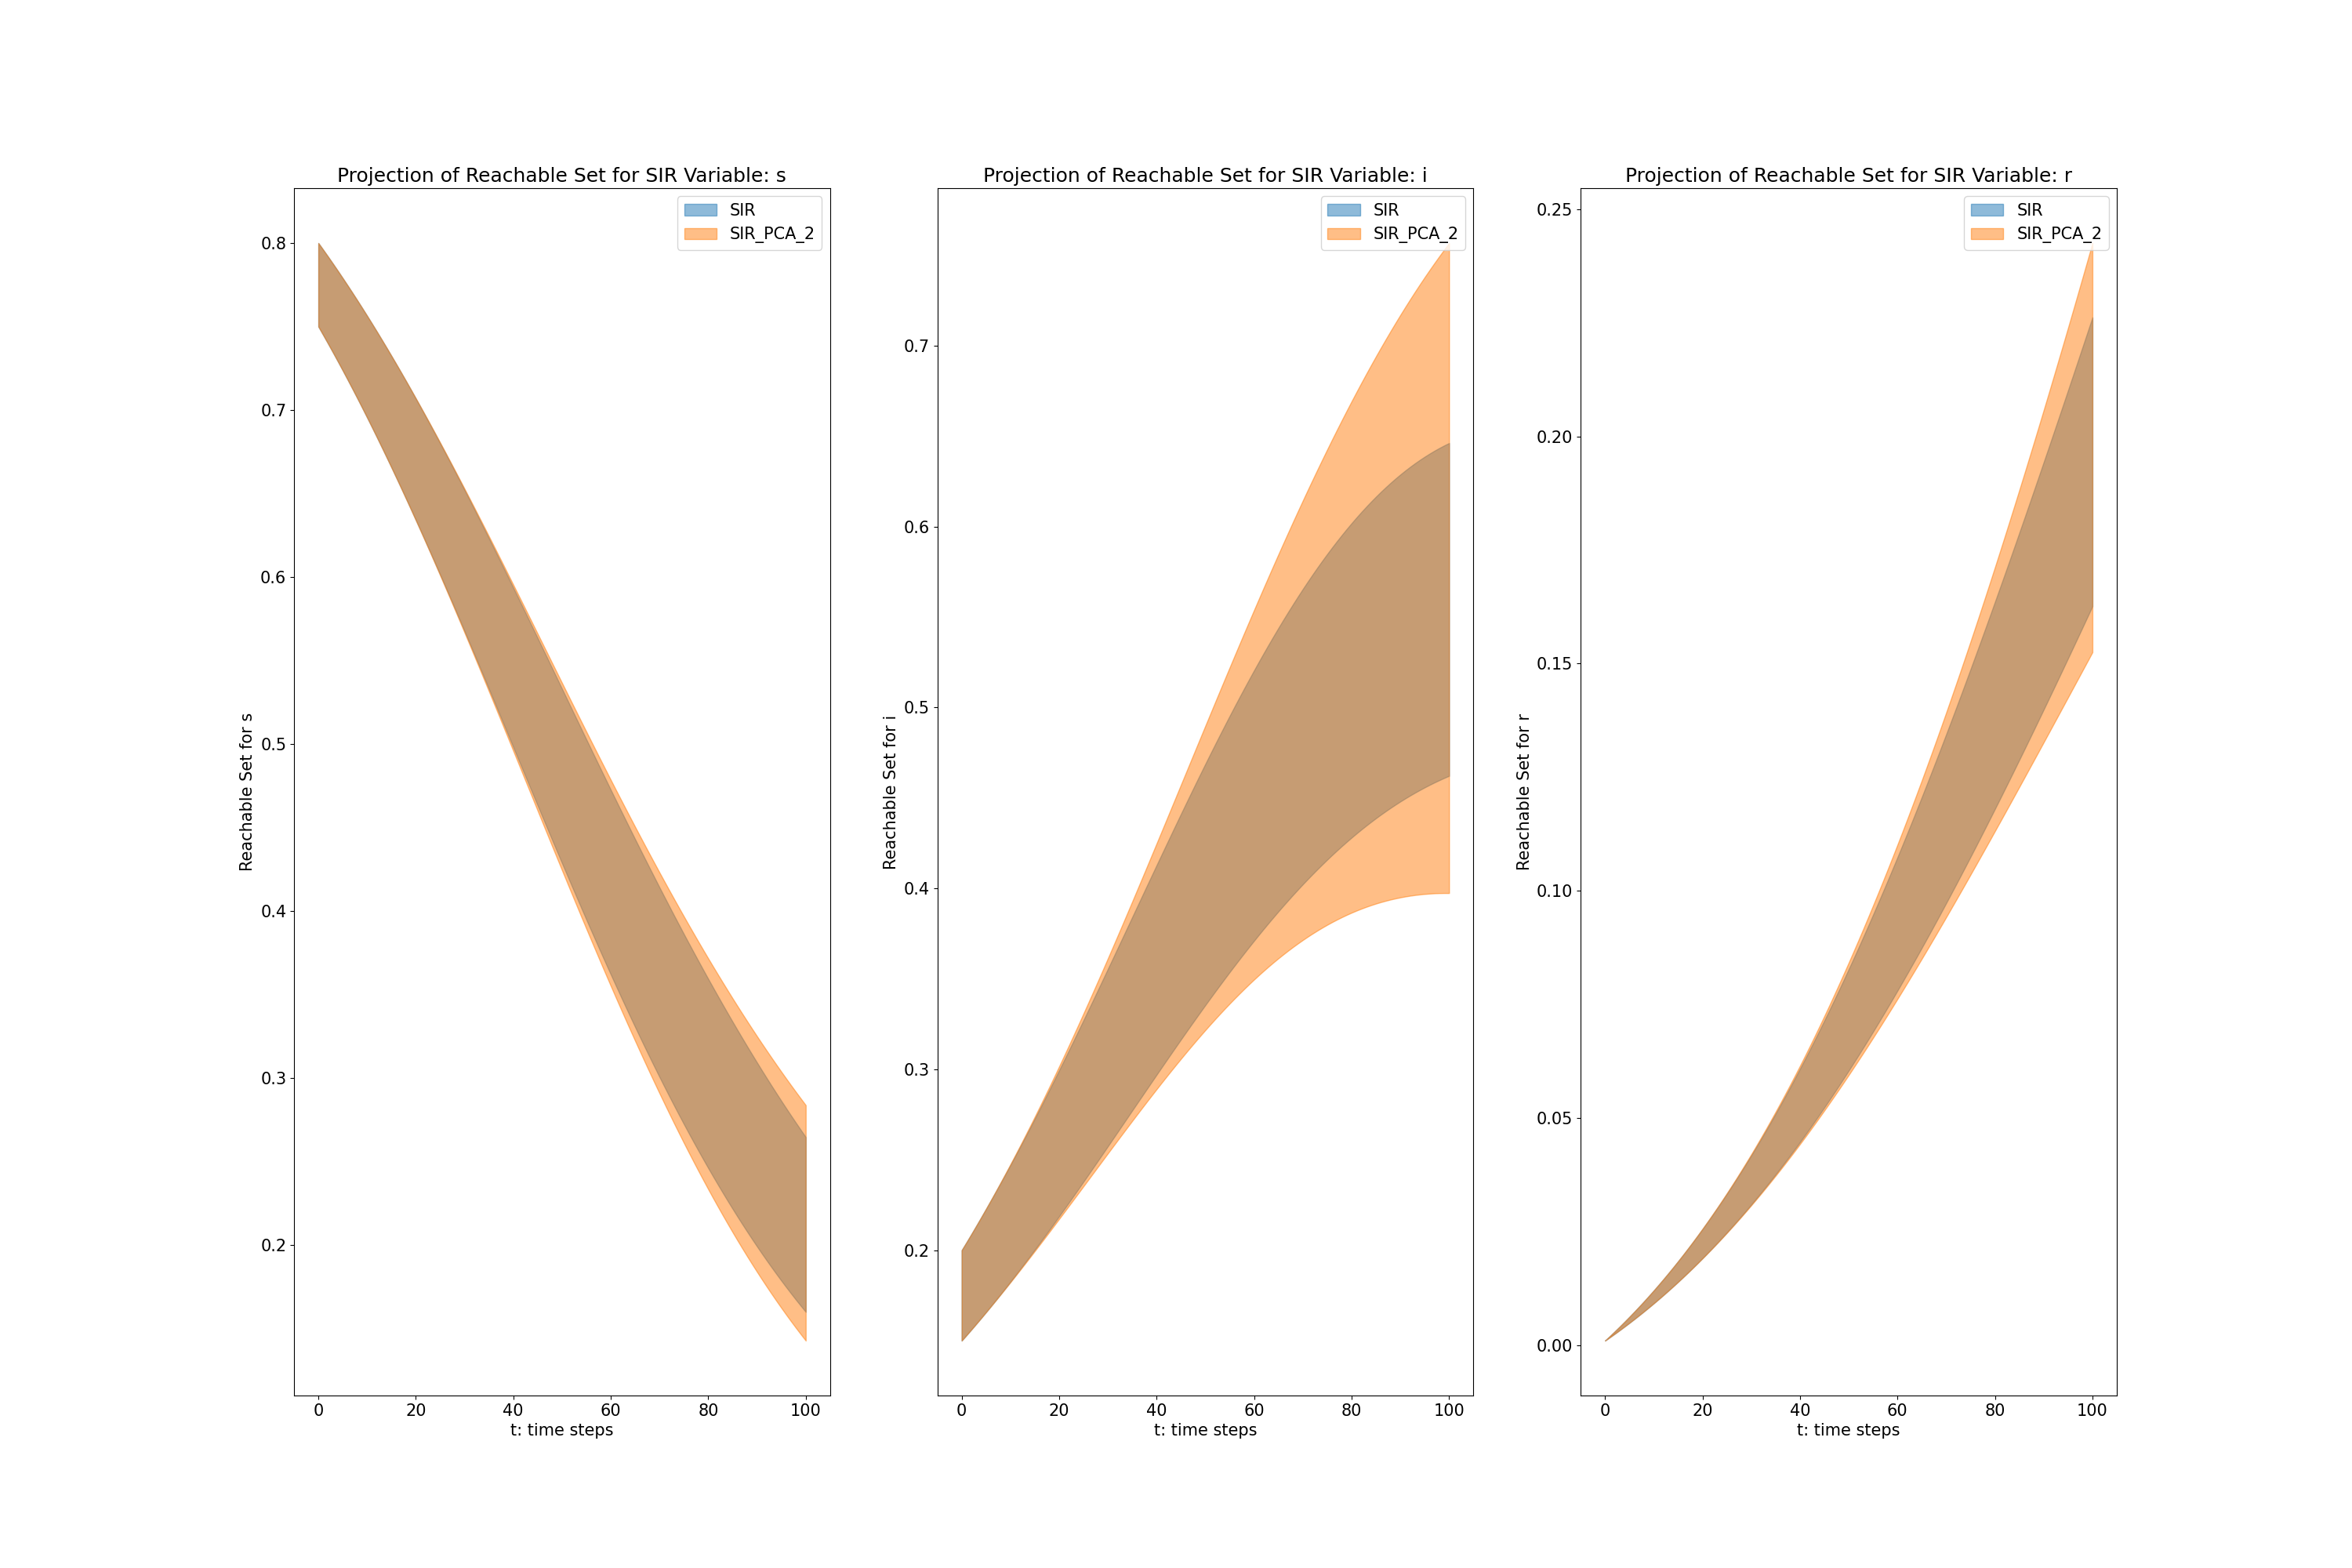 Projection of Reachable Set for SIR Variable: s
SIR
SIR_PCA_2
0.8
0.7
0.6
0.5
0.4
0.3
0.2
Reachable Set for s
0 20 40 60 80 100
t: time steps
Projection of Reachable Set for SIR Variable: i
SIR
SIR_PCA_2
0.7
0.6
0.5
0.4
0.3
0.2
Reachable Set for i
0 20 40 60 80 100
t: time steps
Projection of Reachable Set for SIR Variable: r
SIR
SIR_PCA_2
0.25
0.20
0.15
0.10
0.05
0.00
Reachable Set for r
0 20 40 60 80 100
t: time steps